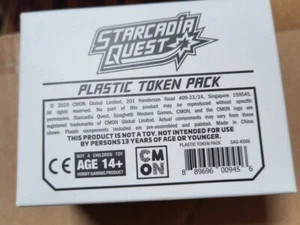 STARCADIA
QUEST
PLASTIC TOKEN PACK
© 2020 CMON Global Limited, 201 Henderson Road #09-23/24, Singapore 159545.
All rights reserved. No part of this product may be reproduced without specific
permission. Starcadia Quest, Spaghetti Western Games, CMON, and the CMON logo are
registered trademarks of CMON Global Limited. Actual components may vary from
those shown. Plastic components included are pre-assembled and painted. Made in China.
THIS PRODUCT IS NOT A TOY. NOT INTENDED FOR USE
BY PERSONS 13 YEARS OF AGE OR YOUNGER.
PLASTIC TOKEN PACK
CE
NOT A CHILDREN TOY
AGE 14+
HOBBY GAMING PRODUCT
CMON
8 89696 00945 6